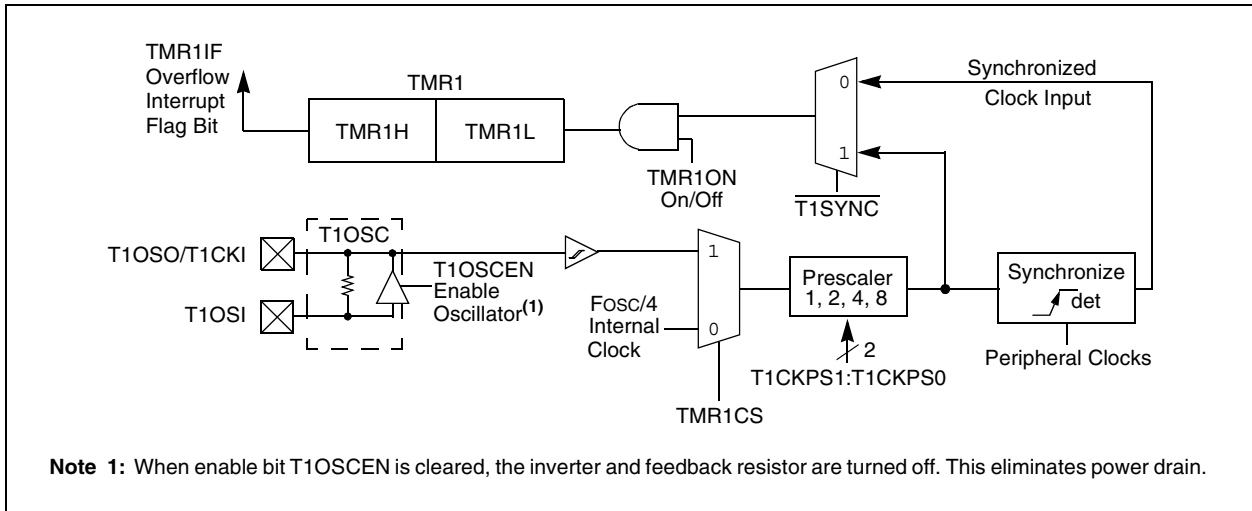 TMR1IF
Overflow
Interrupt
Flag Bit
TMR1
TMR1H
TMR1L
TMR1ON
On/Off
0
1
T1SYNC
Synchronized
Clock Input
T1OSO/T1CKI
T1OSC
T1OSI
T1OSCEN
Enable
Oscillator(1)
FOSC/4
Internal
Clock
1
0
TMR1CS
Prescaler
1, 2, 4, 8
2
T1CKPS1:T1CKPS0
Synchronize
det
Peripheral Clocks
Note 1: When enable bit T1OSCEN is cleared, the inverter and feedback resistor are turned off. This eliminates power drain.